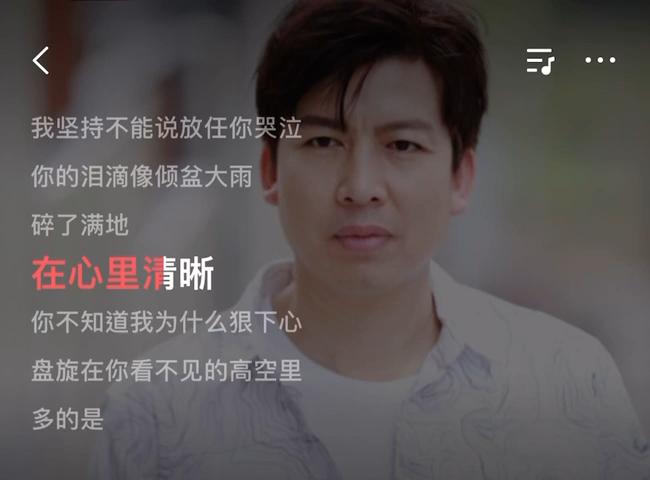 我坚持不能说放任你哭泣
你的泪滴像倾盆大雨
碎了满地
在心里清晰
你不知道我为什么狠下心
盘旋在你看不见的高空里
多的是